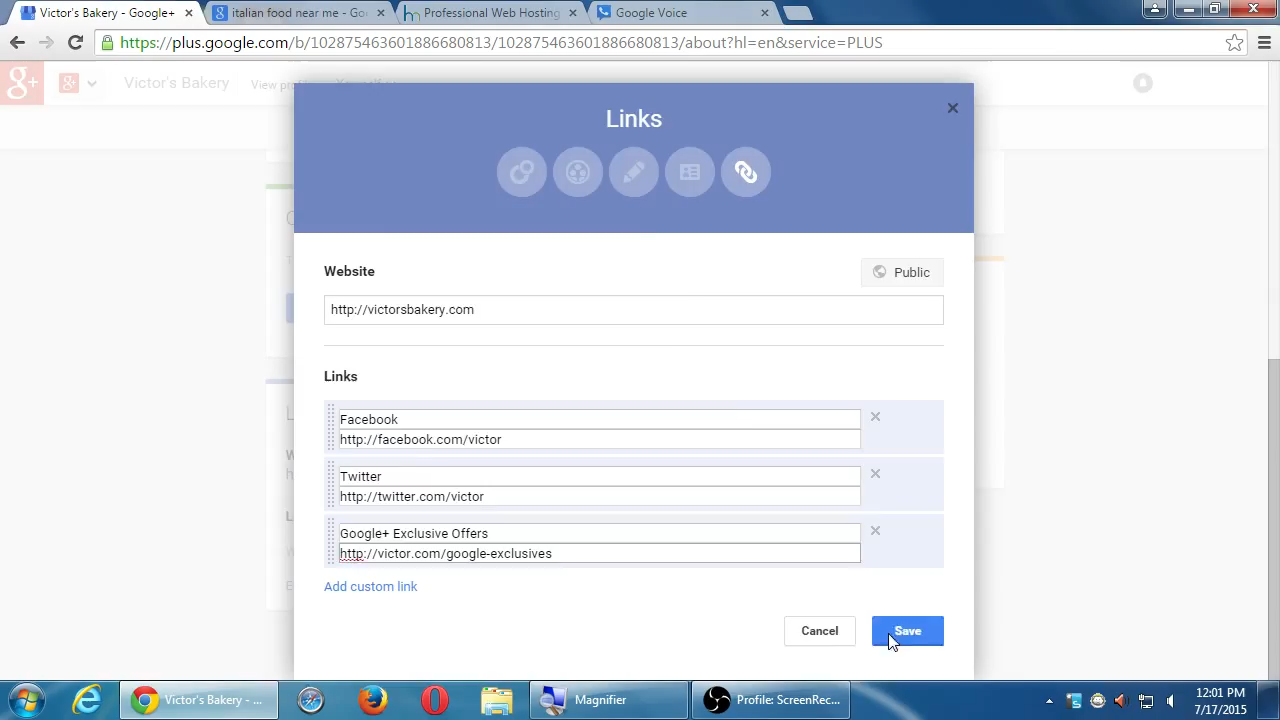 Victor's Bakery - Google+
italian food near me - Goo
Professional Web Hosting
Google Voice
https://plus.google.com/b/102875463601886680813/102875463601886680813/about?hl=en&service=PLUS
g+
g+
Victor's Bakery
Links
Website
Public
http://victorsbakery.com
Links
Facebook
http://facebook.com/victor
Twitter
http://twitter.com/victor
Google+ Exclusive Offers
http://victor.com/google-exclusives
Add custom link
Cancel
Save
Victor's Bakery - ...
Magnifier
Profile: ScreenRec...
12:01 PM
7/17/2015